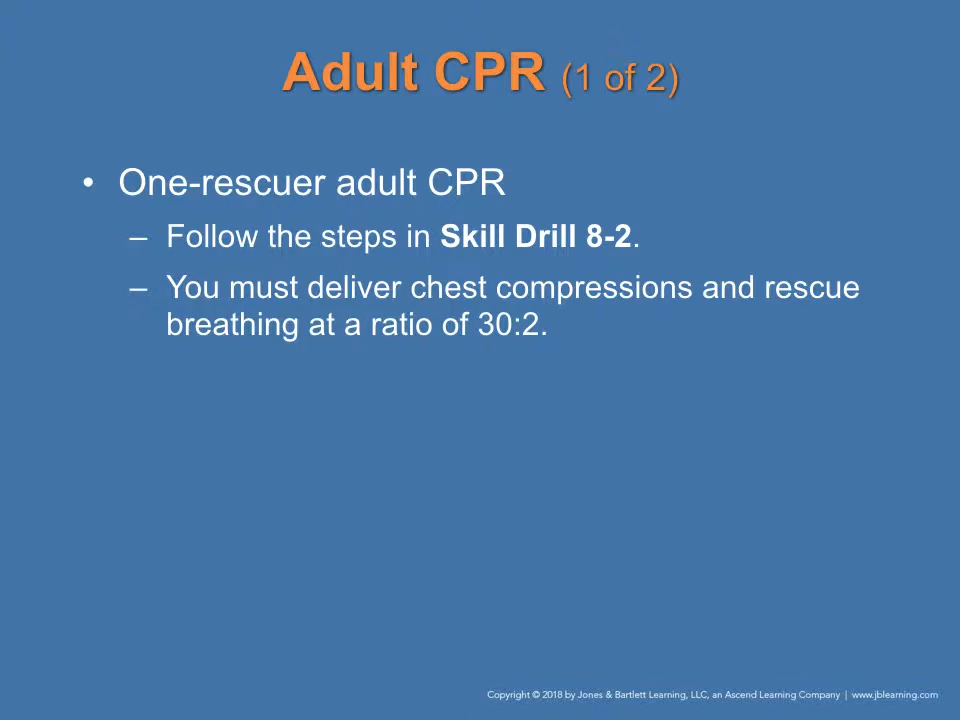 Adult CPR (1 of 2)
• One-rescuer adult CPR
– Follow the steps in Skill Drill 8-2.
– You must deliver chest compressions and rescue
breathing at a ratio of 30:2.
Copyright © 2018 by Jones & Bartlett Learning, LLC, an Ascend Learning Company | www.jblearning.com